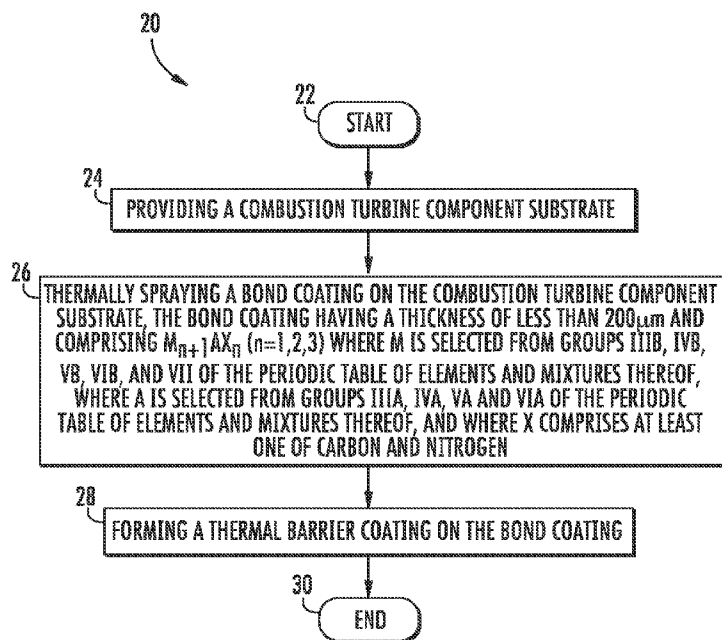 20
22
START
24
PROVIDING A COMBUSTION TURBINE COMPONENT SUBSTRATE
26
THERMALLY SPRAYING A BOND COATING ON THE COMBUSTION TURBINE COMPONENT
SUBSTRATE, THE BOND COATING HAVING A THICKNESS OF LESS THAN 200µm AND
COMPRISING Mn+1AXn (n=1,2,3) WHERE M IS SELECTED FROM GROUPS IIIB, IVB,
VB, VIB, AND VII OF THE PERIODIC TABLE OF ELEMENTS AND MIXTURES THEREOF,
WHERE A IS SELECTED FROM GROUPS IIIA, IVA, VA AND VIA OF THE PERIODIC
TABLE OF ELEMENTS AND MIXTURES THEREOF, AND WHERE X COMPRISES AT LEAST
ONE OF CARBON AND NITROGEN
28
FORMING A THERMAL BARRIER COATING ON THE BOND COATING
30
END